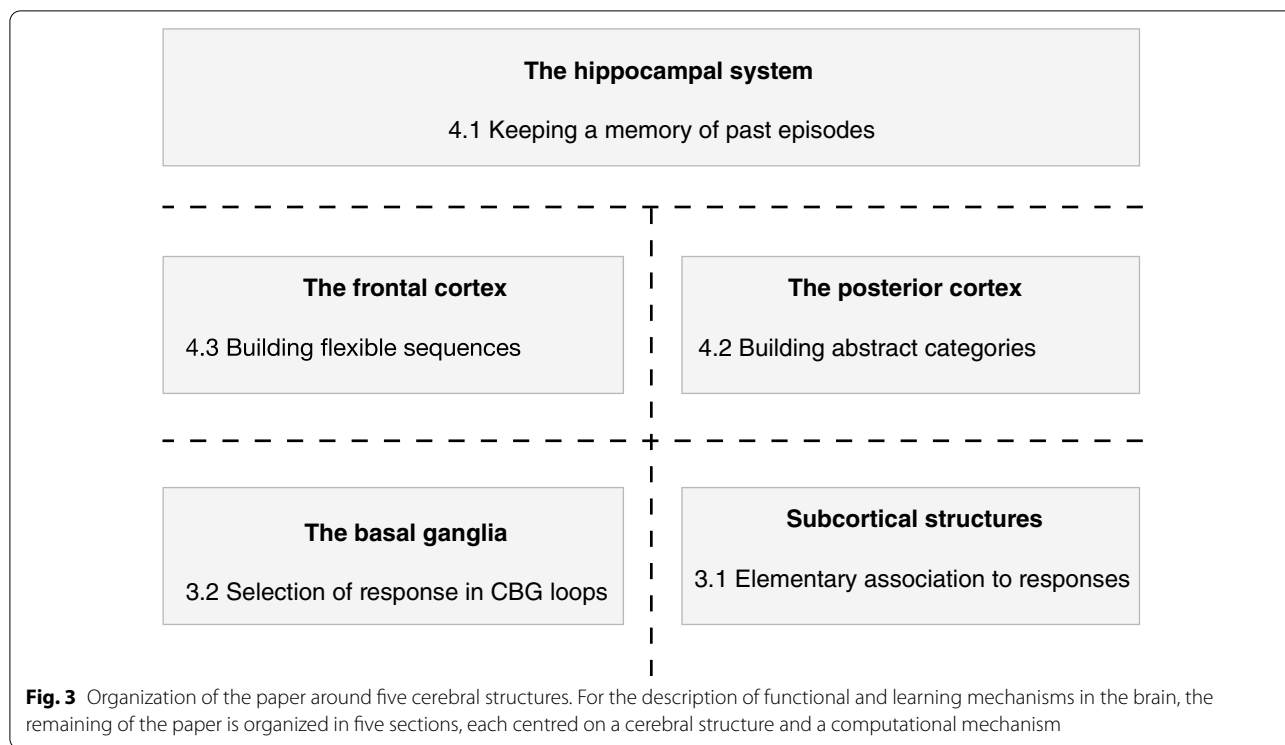 The hippocampal system
4.1 Keeping a memory of past episodes
The frontal cortex
4.3 Building flexible sequences
The posterior cortex
4.2 Building abstract categories
The basal ganglia
3.2 Selection of response in CBG loops
Subcortical structures
3.1 Elementary association to responses
Fig. 3 Organization of the paper around five cerebral structures. For the description of functional and learning mechanisms in the brain, the
remaining of the paper is organized in five sections, each centred on a cerebral structure and a computational mechanism